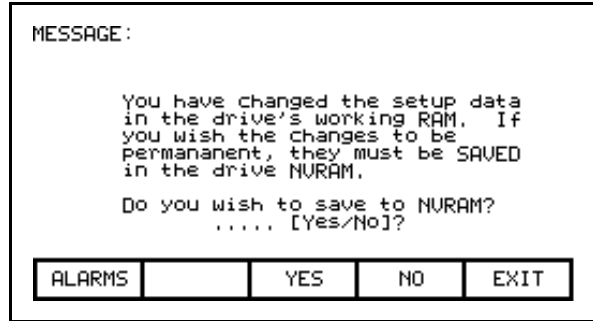 MESSAGE:
You have changed the setup data
in the drive's working RAM. If
you wish the changes to be
permananent, they must be SAVED
in the drive NVRAM.
Do you wish to save to NVRAM?
..... [Yes/No]?
ALARMS YES NO EXIT